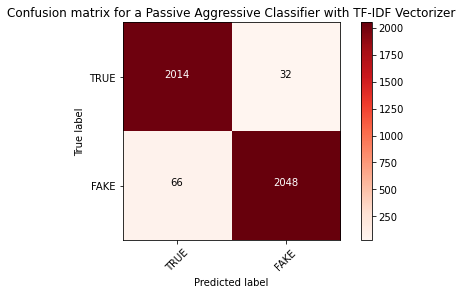 Confusion matrix for a Passive Aggressive Classifier with TF-IDF Vectorizer
TRUE
2014
32
FAKE
66
2048
True label
TRUE
FAKE
Predicted label
2000
1750
1500
1250
1000
750
500
250